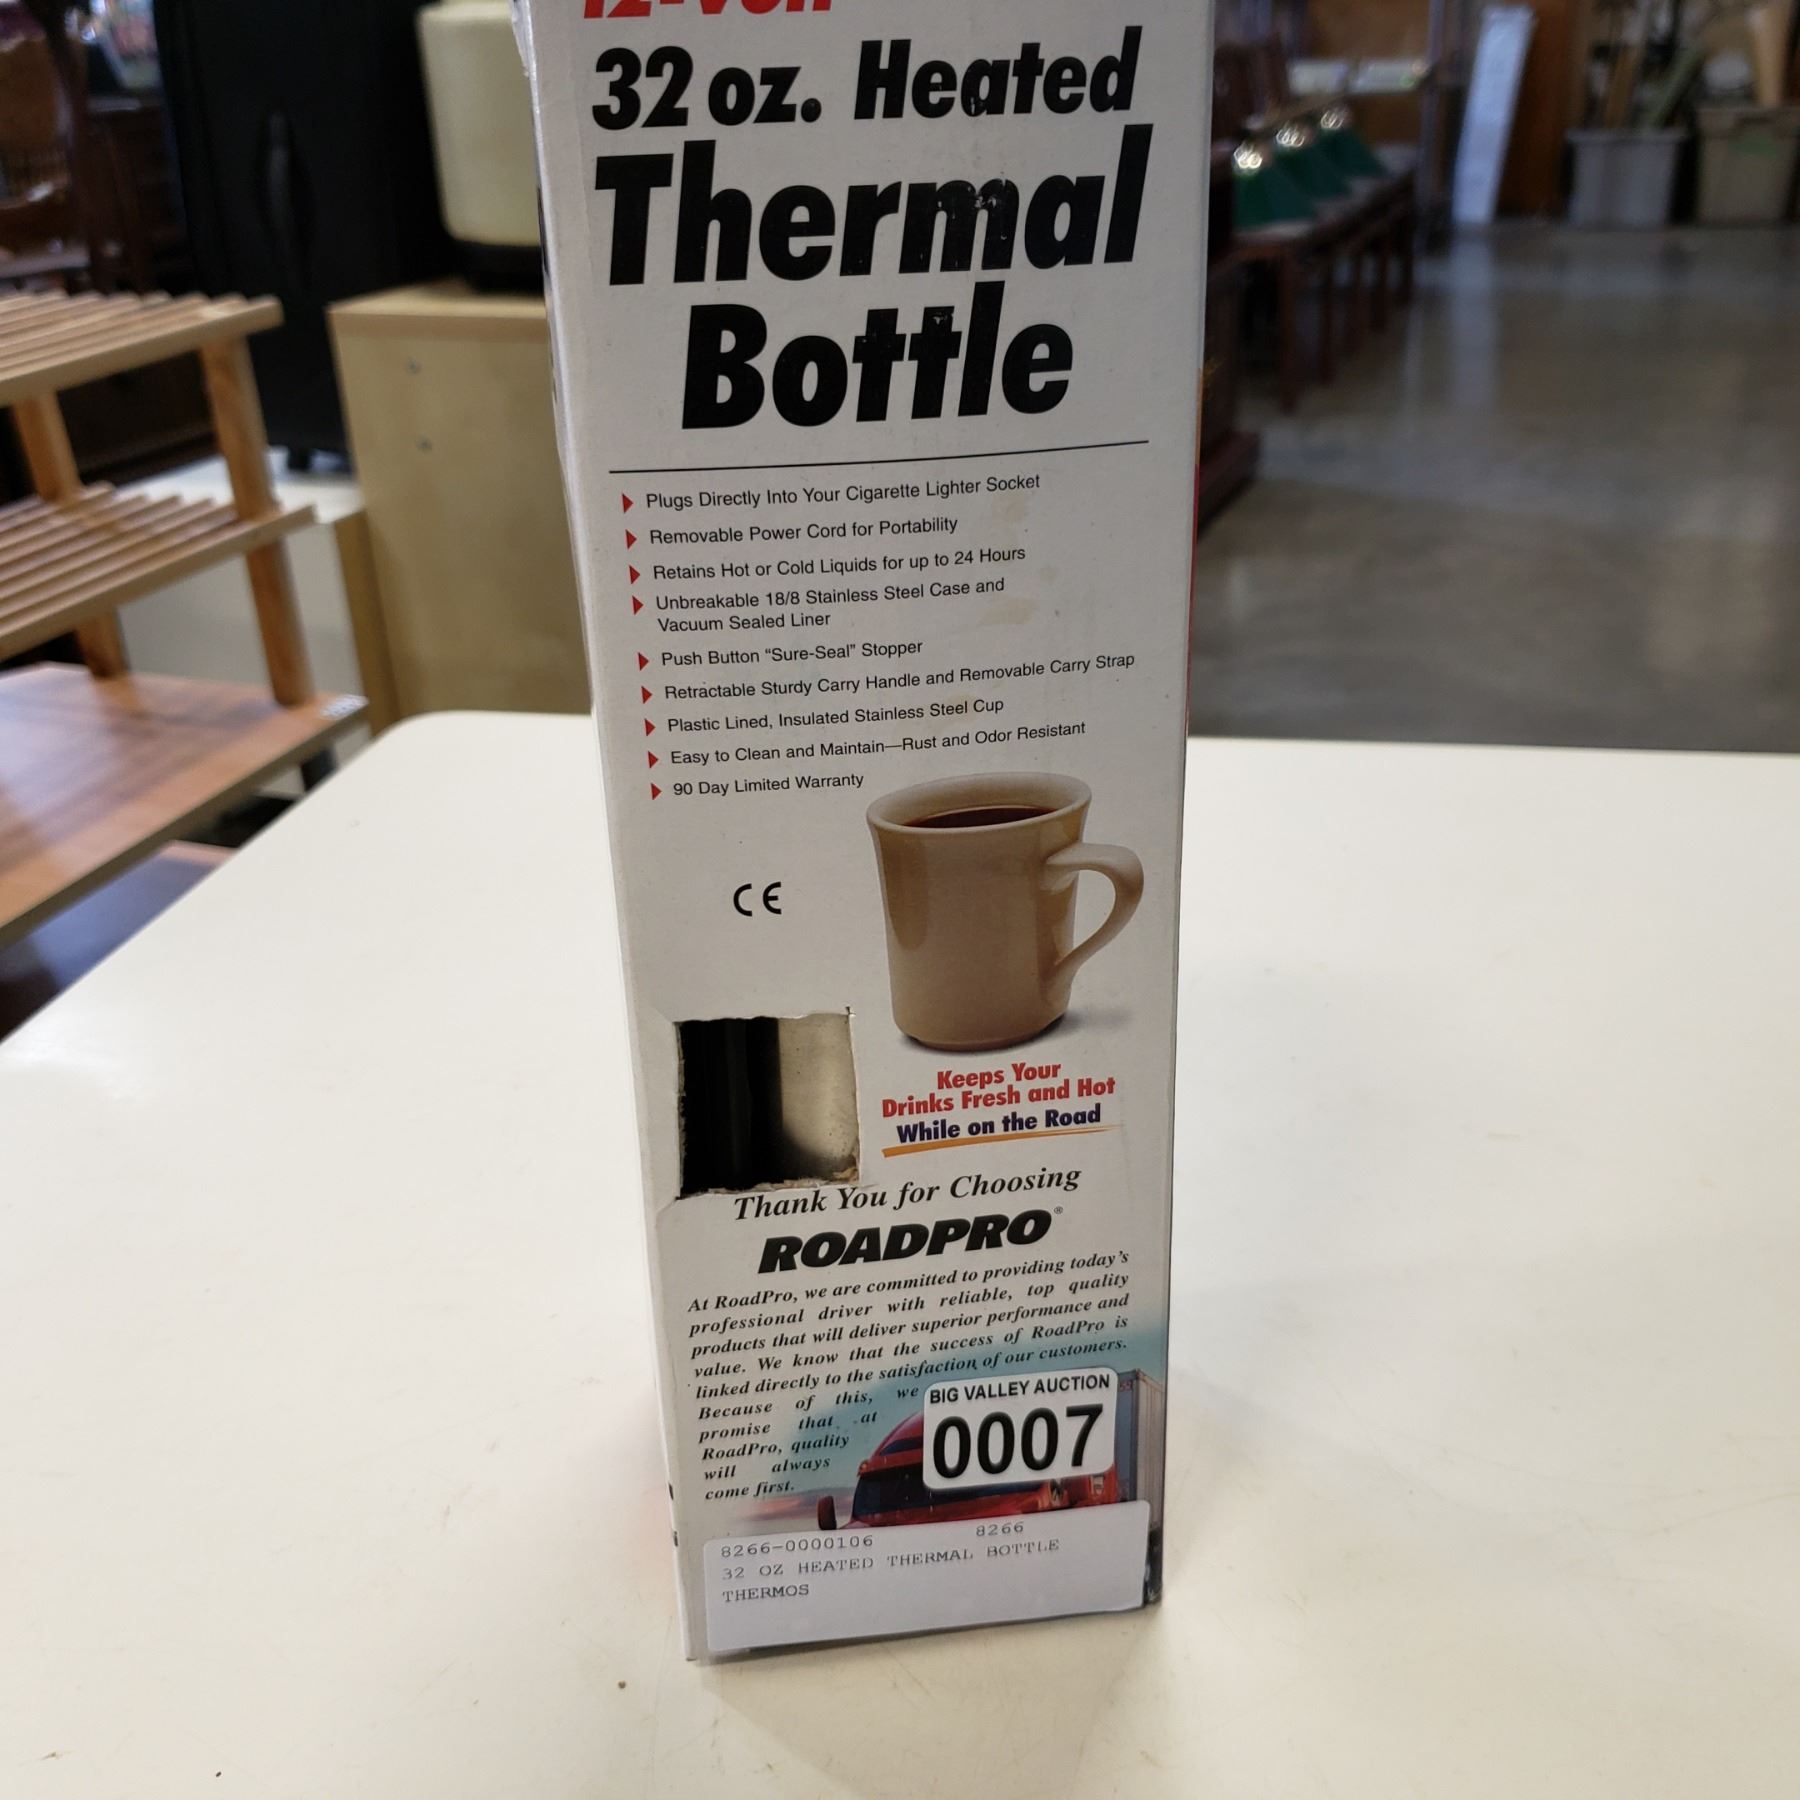 12-Volt
32 oz. Heated
Thermal
Bottle
Plugs Directly Into Your Cigarette Lighter Socket
Removable Power Cord for Portability
Retains Hot or Cold Liquids for up to 24 Hours
Unbreakable 18/8 Stainless Steel Case and
Vacuum Sealed Liner
Push Button “Sure-Seal” Stopper
Retractable Sturdy Carry Handle and Removable Carry Strap
Plastic Lined, Insulated Stainless Steel Cup
Easy to Clean and Maintain—Rust and Odor Resistant
90 Day Limited Warranty
CE
Keeps Your
Drinks Fresh and Hot
While on the Road
Thank You for Choosing
ROADPRO®
At RoadPro, we are committed to providing today’s
professional driver with reliable, top quality
products that will deliver superior performance and
value. We know that the success of RoadPro is
linked directly to the satisfaction of our customers.
Because of this, we
promise that at
RoadPro, quality
will always
come first.
BIG VALLEY AUCTION
0007
8266-0000106 8266
32 OZ HEATED THERMAL BOTTLE
THERMOS